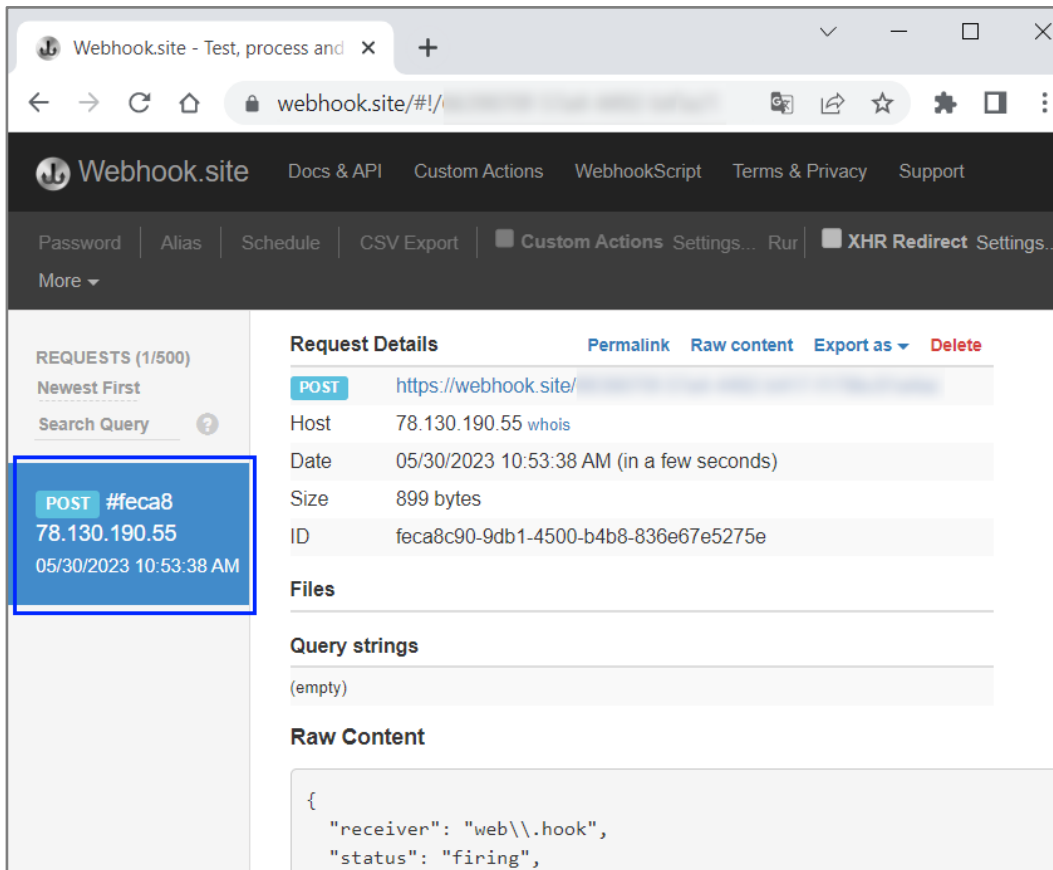 Webhook.site - Test, process and
webhook.site/#!/
Webhook.site Docs & API Custom Actions WebhookScript Terms & Privacy Support
Password Alias Schedule CSV Export Custom Actions Settings... Run XHR Redirect Settings..
More
REQUESTS (1/500)
Newest First
Search Query ?
POST #feca8
78.130.190.55
05/30/2023 10:53:38 AM
Request Details Permalink Raw content Export as Delete
POST https://webhook.site/
Host 78.130.190.55 whois
Date 05/30/2023 10:53:38 AM (in a few seconds)
Size 899 bytes
ID feca8c90-9db1-4500-b4b8-836e67e5275e
Files
Query strings
(empty)
Raw Content
{
"receiver": "web\\.hook",
"status": "firing",